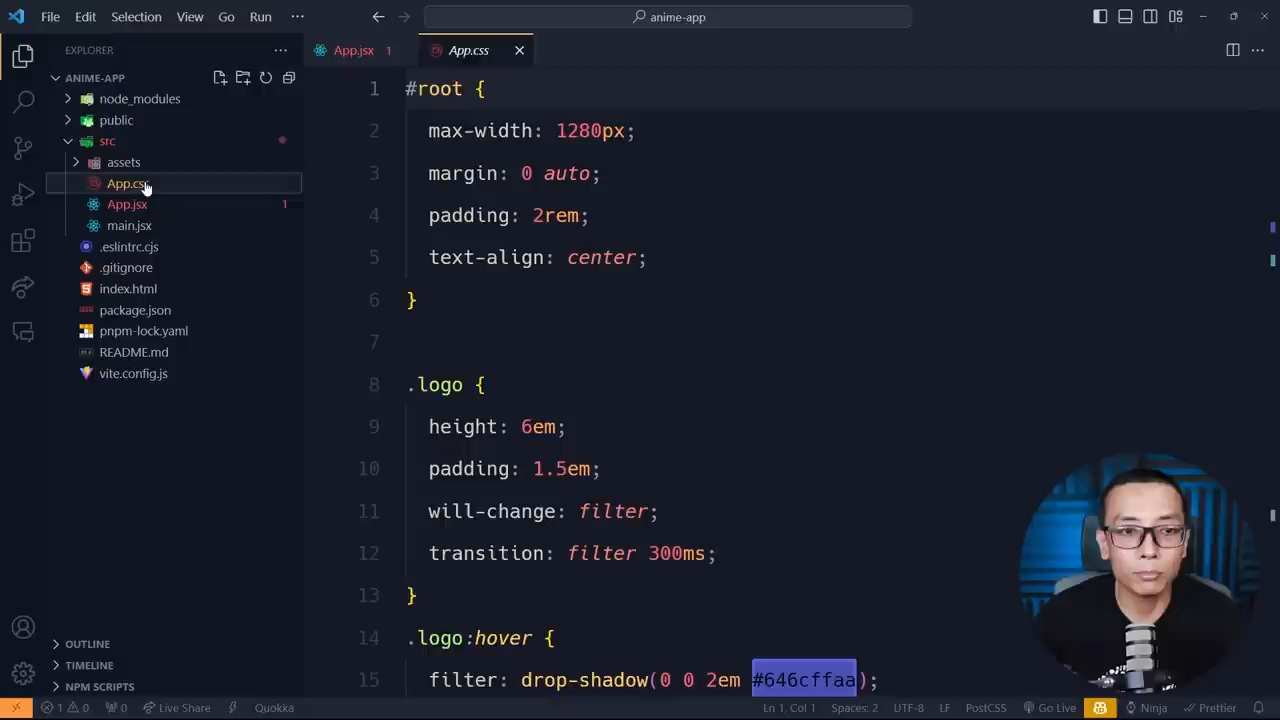 File Edit Selection View Go Run ··· anime-app
EXPLORER ···
App.jsx 1 App.css
ANIME-APP
node_modules
public
src
assets
App.css
App.jsx 1
main.jsx
.eslintrc.cjs
.gitignore
index.html
package.json
pnpm-lock.yaml
README.md
vite.config.js
OUTLINE
TIMELINE
NPM SCRIPTS
1 #root {
2 max-width: 1280px;
3 margin: 0 auto;
4 padding: 2rem;
5 text-align: center;
6 }
7
8 .logo {
9 height: 6em;
10 padding: 1.5em;
11 will-change: filter;
12 transition: filter 300ms;
13 }
14 .logo:hover {
15 filter: drop-shadow(0 0 2em #646cffaa);
1 0 0 Live Share Quokka Ln 1, Col 1 Spaces: 2 UTF-8 LF PostCSS Go Live Ninja Prettier